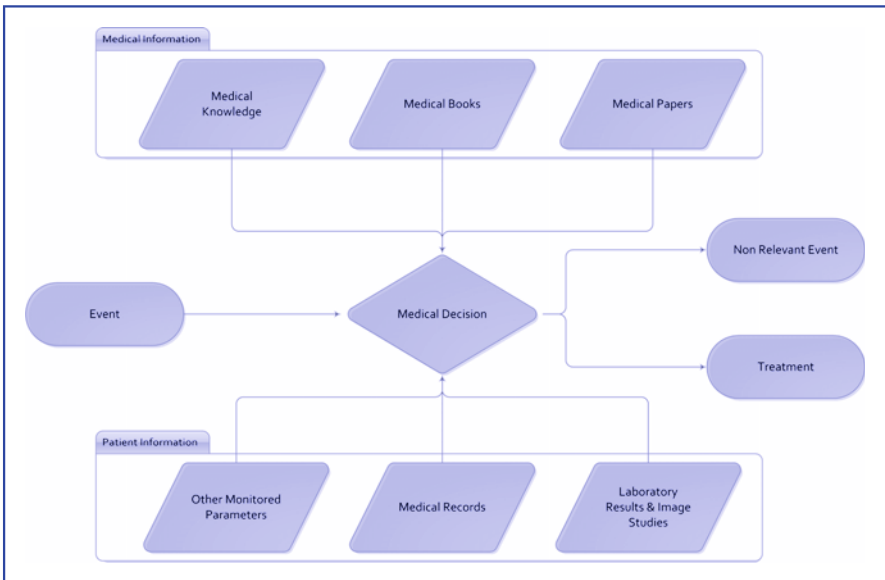 Medical Information
Medical
Knowledge
Medical Books
Medical Papers
Non Relevant Event
Event
Medical Decision
Treatment
Patient Information
Other Monitored
Parameters
Medical Records
Laboratory
Results & Image
Studies